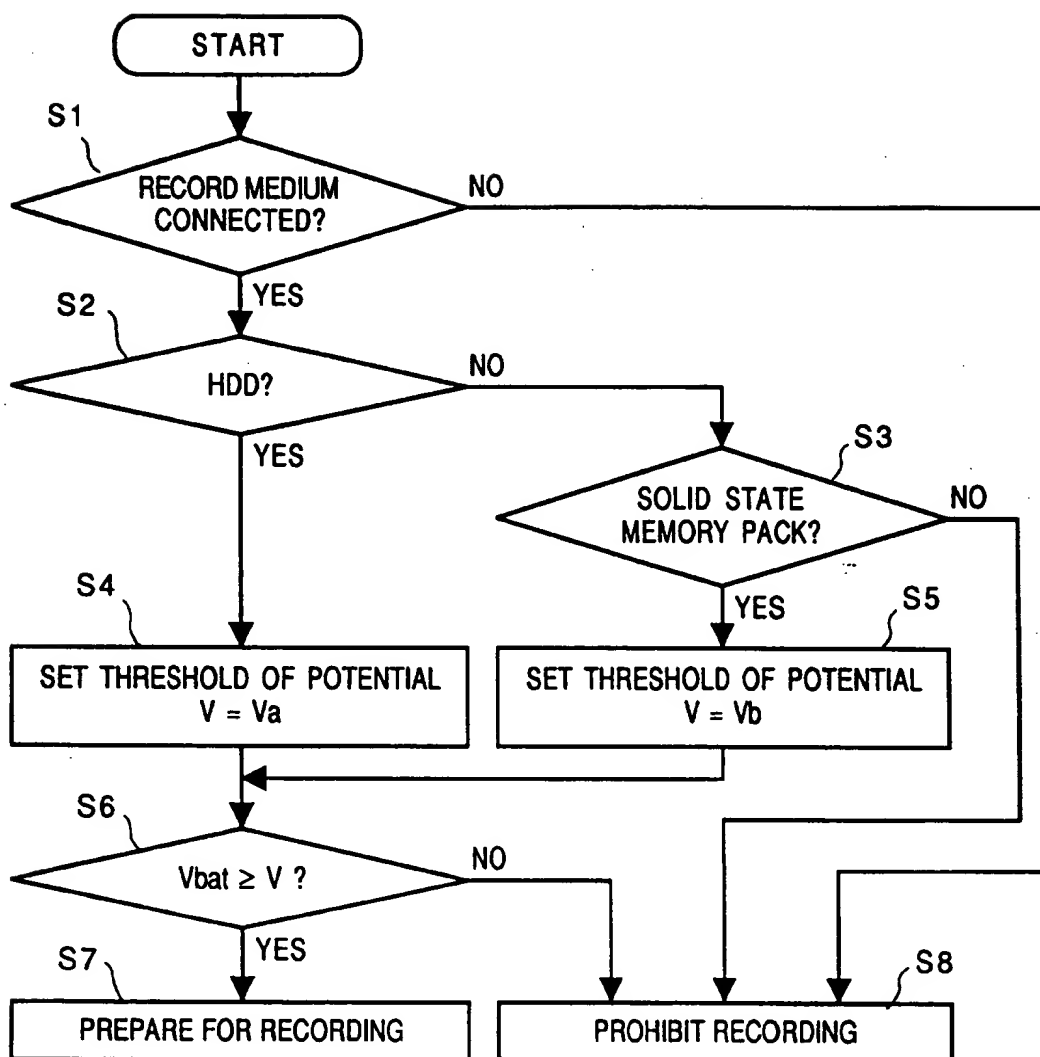 START
S1
RECORD MEDIUM
CONNECTED?
NO
YES
S2
HDD?
NO
YES
S3
SOLID STATE
MEMORY PACK?
NO
YES
S4
SET THRESHOLD OF POTENTIAL
V = Va
S5
SET THRESHOLD OF POTENTIAL
V = Vb
S6
Vbat ≥ V ?
NO
YES
S7
PREPARE FOR RECORDING
S8
PROHIBIT RECORDING